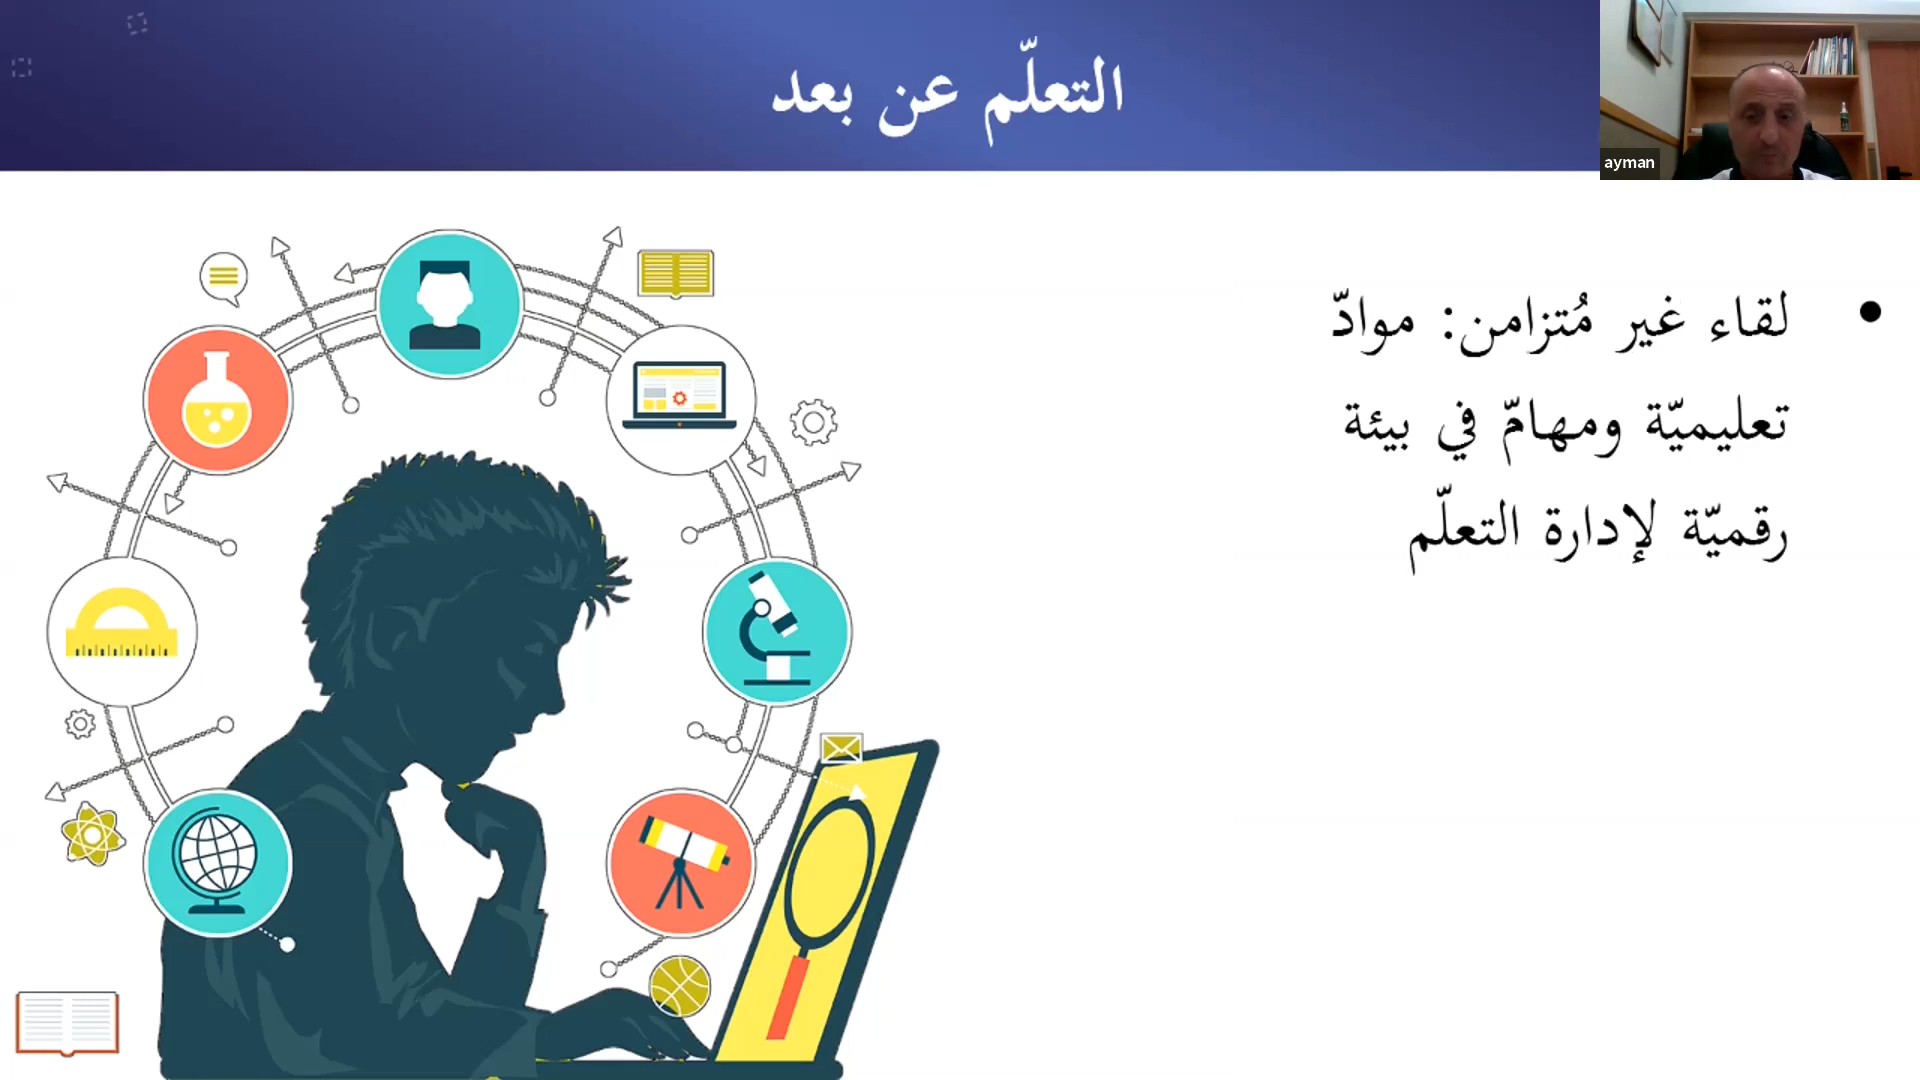 التعلّم عن بعد
ayman
• لقاء غير مُتزامن: موادّ
تعليميّة ومهامّ في بيئة
رقميّة لإدارة التعلّم